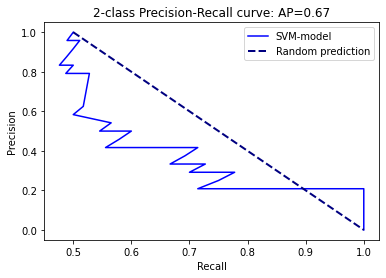 2-class Precision-Recall curve: AP=0.67
SVM-model
Random prediction
Precision
1.0
0.8
0.6
0.4
0.2
0.0
0.5
0.6
0.7
0.8
0.9
1.0
Recall